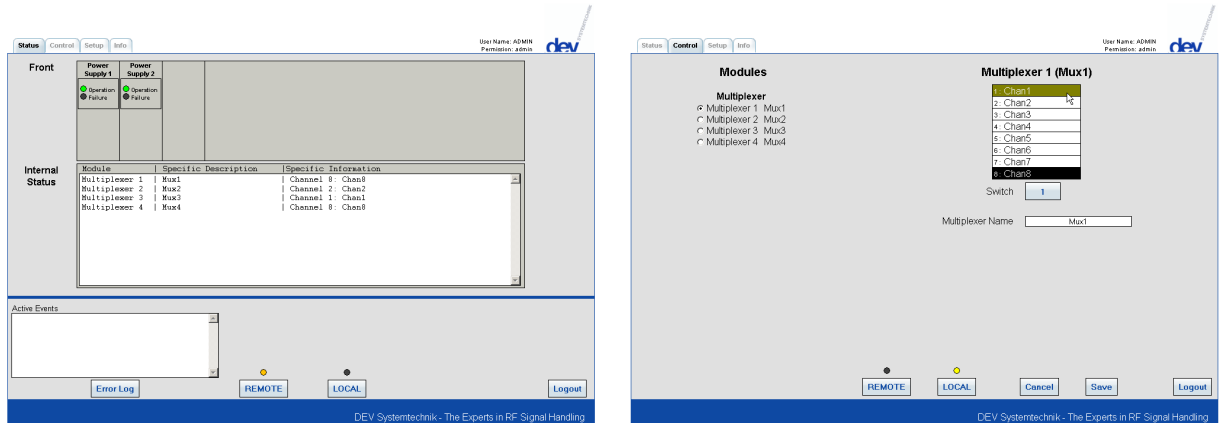 Status Control Setup Info
User Name: ADMIN
Permission: admin
dev
Front
Power Supply 1
Power Supply 2
Operation
Failure
Operation
Failure
Internal Status
Module | Specific Description |Specific Information
Multiplexer 1 | Mux1 | Channel 8: Chan8
Multiplexer 2 | Mux2 | Channel 2: Chan2
Multiplexer 3 | Mux3 | Channel 1: Chan1
Multiplexer 4 | Mux4 | Channel 8: Chan8
Active Events
Error Log REMOTE LOCAL Logout
DEV Systemtechnik - The Experts in RF Signal Handling
Status Control Setup Info
User Name: ADMIN
Permission: admin
dev
Modules
Multiplexer
Multiplexer 1 Mux1
Multiplexer 2 Mux2
Multiplexer 3 Mux3
Multiplexer 4 Mux4
Multiplexer 1 (Mux1)
1: Chan1
2: Chan2
3: Chan3
4: Chan4
5: Chan5
6: Chan6
7: Chan7
8: Chan8
Switch 1
Multiplexer Name Mux1
REMOTE LOCAL Cancel Save Logout
DEV Systemtechnik - The Experts in RF Signal Handling